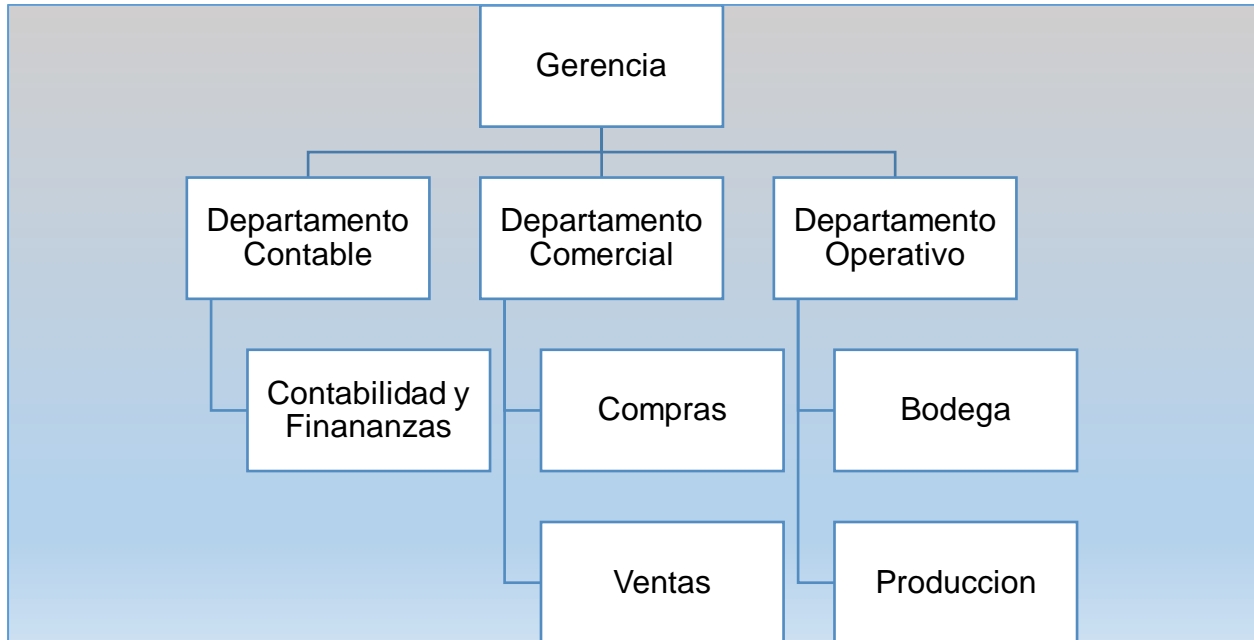 Gerencia
Departamento
Contable
Departamento
Comercial
Departamento
Operativo
Contabilidad y
Finananzas
Compras
Bodega
Ventas
Produccion